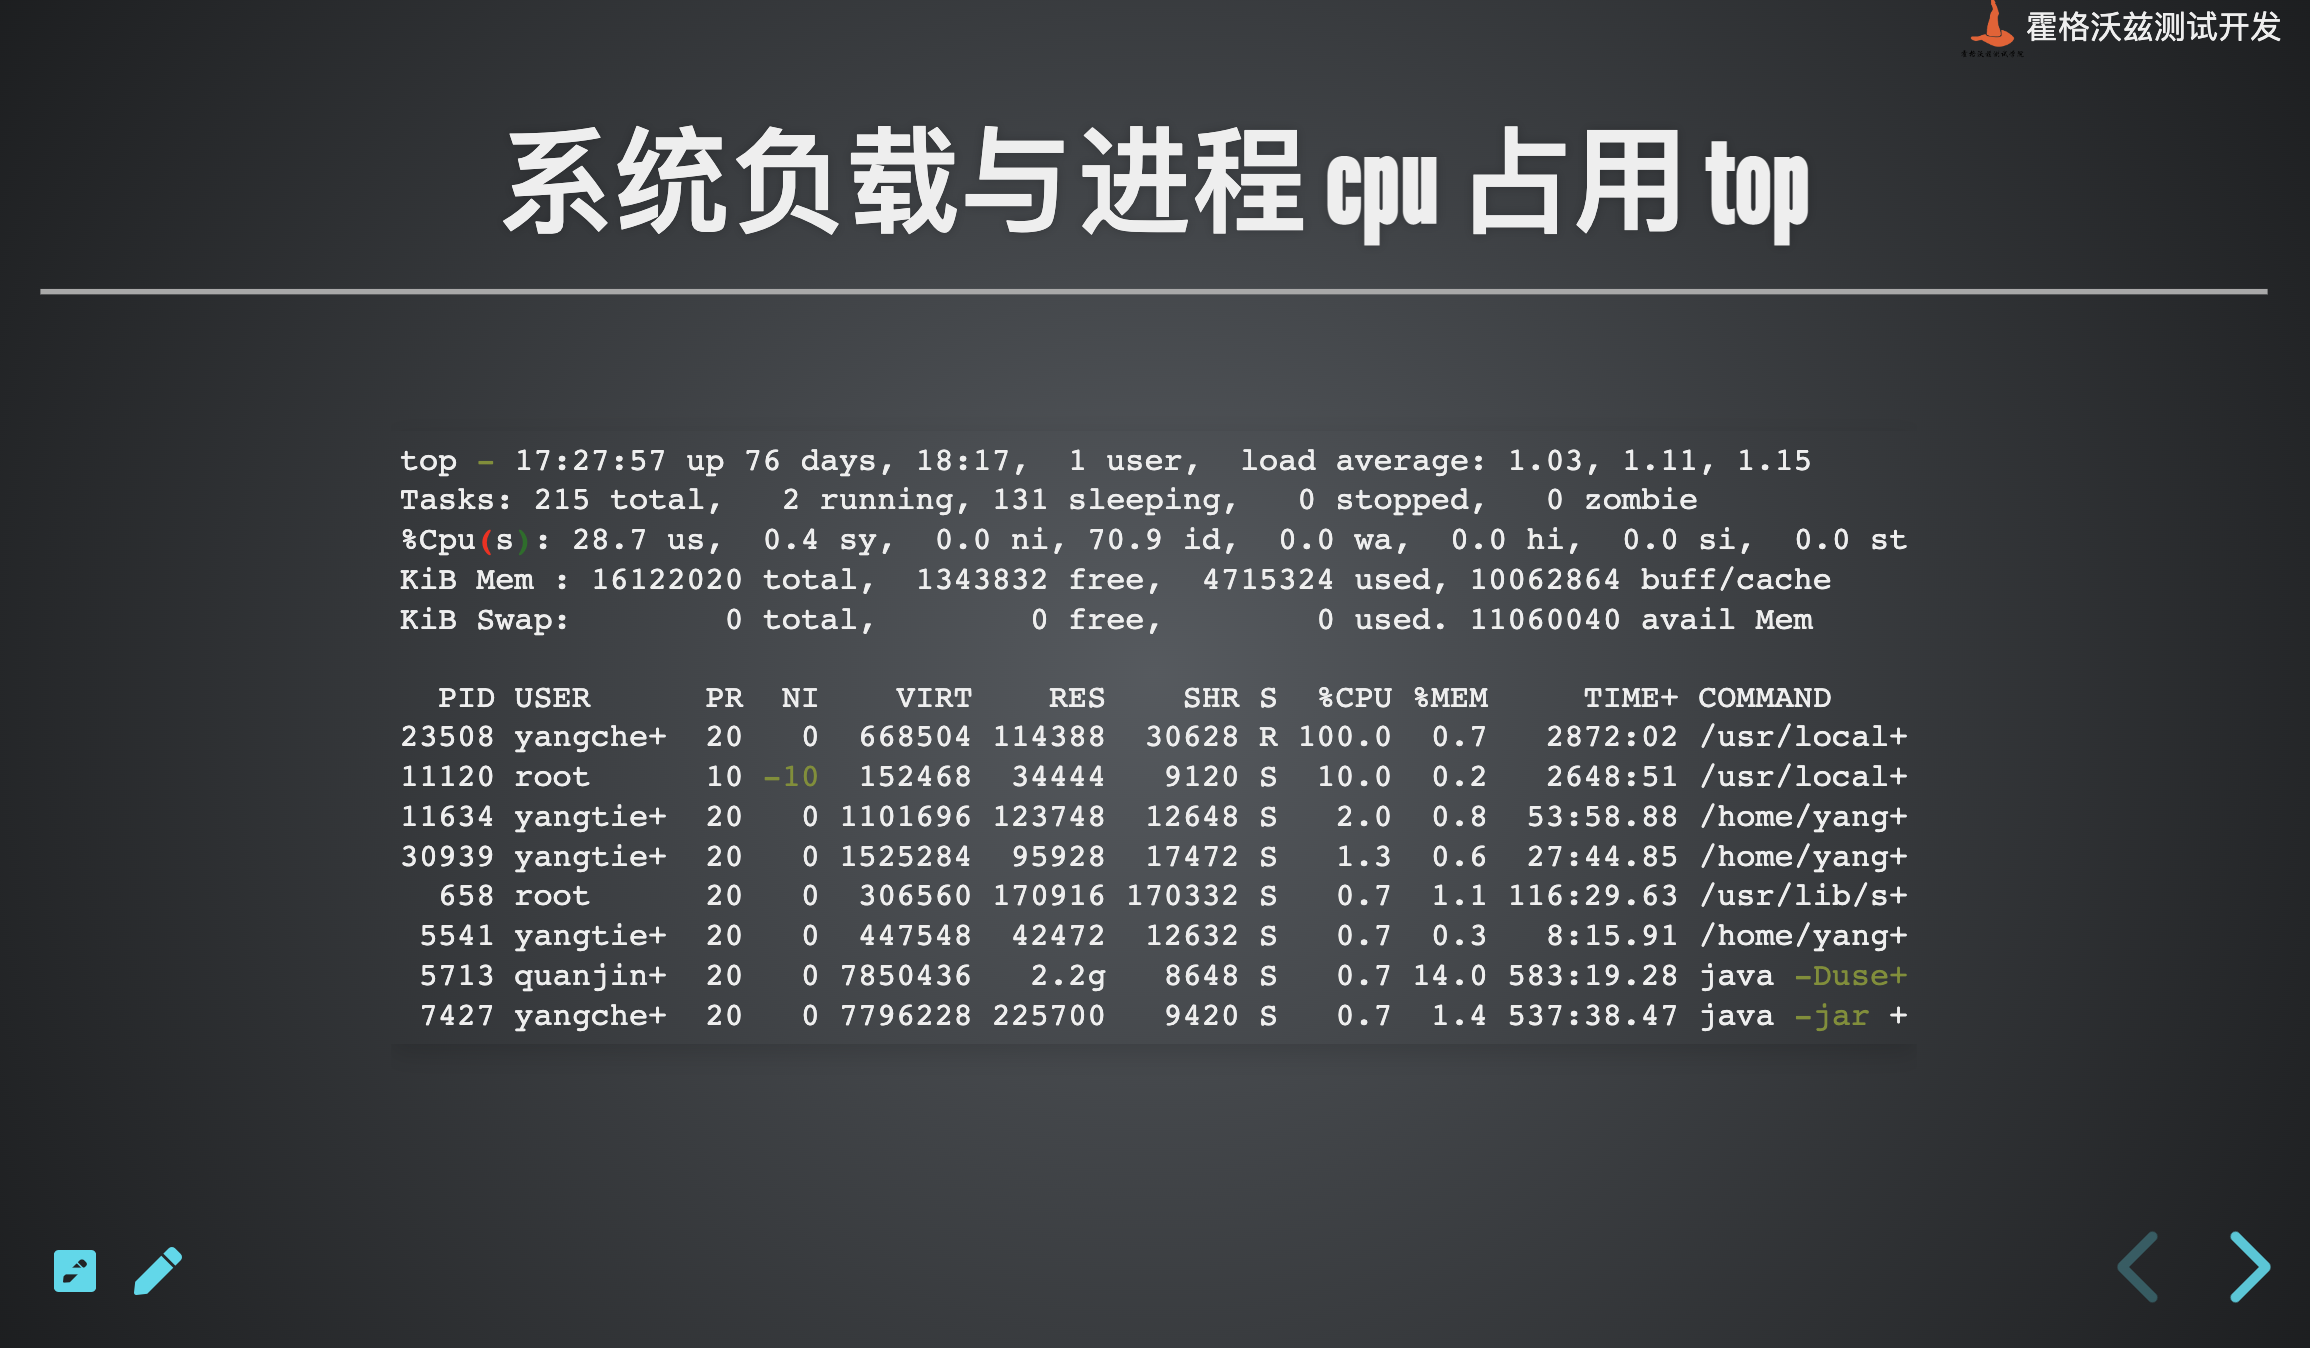 霍格沃兹测试开发
系统负载与进程 cpu 占用 top
top - 17:27:57 up 76 days, 18:17,  1 user,  load average: 1.03, 1.11, 1.15
Tasks: 215 total,   2 running, 131 sleeping,   0 stopped,   0 zombie
%Cpu(s): 28.7 us,  0.4 sy,  0.0 ni, 70.9 id,  0.0 wa,  0.0 hi,  0.0 si,  0.0 st
KiB Mem : 16122020 total,  1343832 free,  4715324 used, 10062864 buff/cache
KiB Swap:        0 total,        0 free,        0 used. 11060040 avail Mem
  PID USER      PR  NI    VIRT    RES    SHR S  %CPU %MEM     TIME+ COMMAND
23508 yangche+  20   0  668504 114388  30628 R 100.0  0.7   2872:02 /usr/local+
11120 root      10 -10  152468  34444   9120 S  10.0  0.2   2648:51 /usr/local+
11634 yangtie+  20   0 1101696 123748  12648 S   2.0  0.8  53:58.88 /home/yang+
30939 yangtie+  20   0 1525284  95928  17472 S   1.3  0.6  27:44.85 /home/yang+
  658 root      20   0  306560 170916 170332 S   0.7  1.1 116:29.63 /usr/lib/s+
 5541 yangtie+  20   0  447548  42472  12632 S   0.7  0.3   8:15.91 /home/yang+
 5713 quanjin+  20   0 7850436   2.2g   8648 S   0.7 14.0 583:19.28 java -Duse+
 7427 yangche+  20   0 7796228 225700   9420 S   0.7  1.4 537:38.47 java -jar +